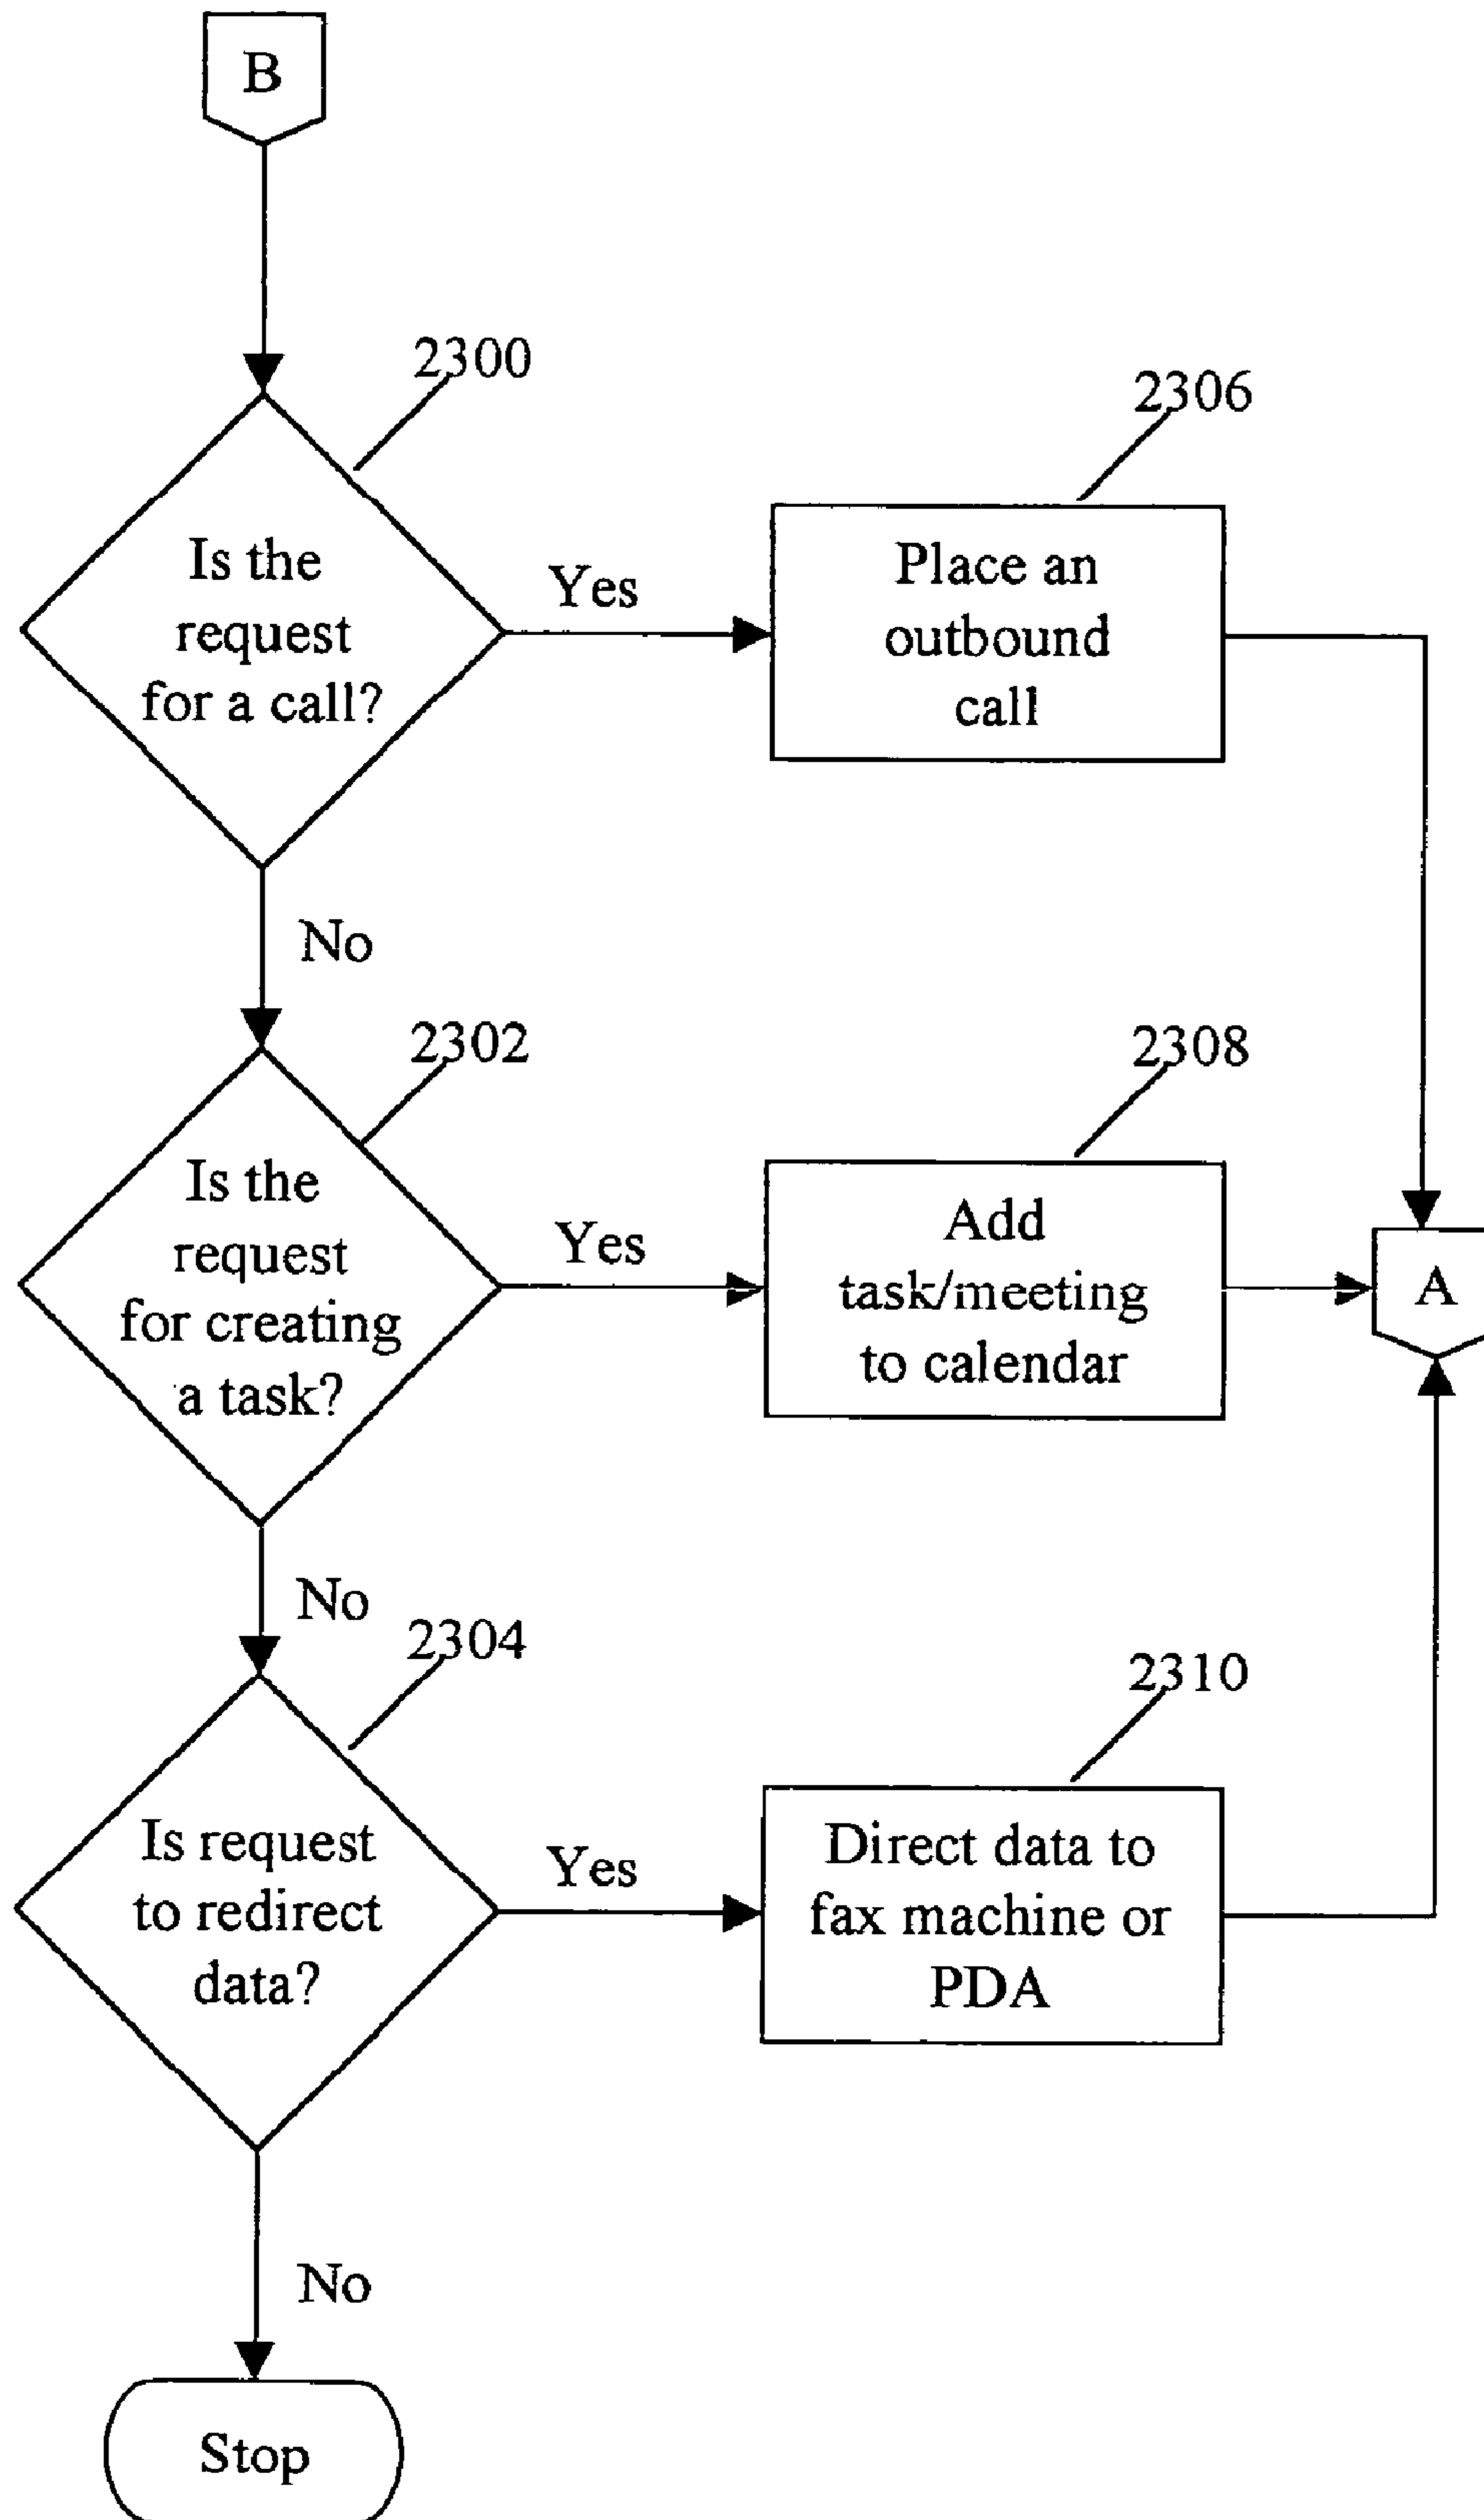 B
2300
Is the
request
for a call?
Yes
2306
Place an
outbound
call
No
2302
Is the
request
for creating
a task?
Yes
2308
Add
task/meeting
to calendar
A
No
2304
Is request
to redirect
data?
Yes
2310
Direct data to
fax machine or
PDA
No
Stop